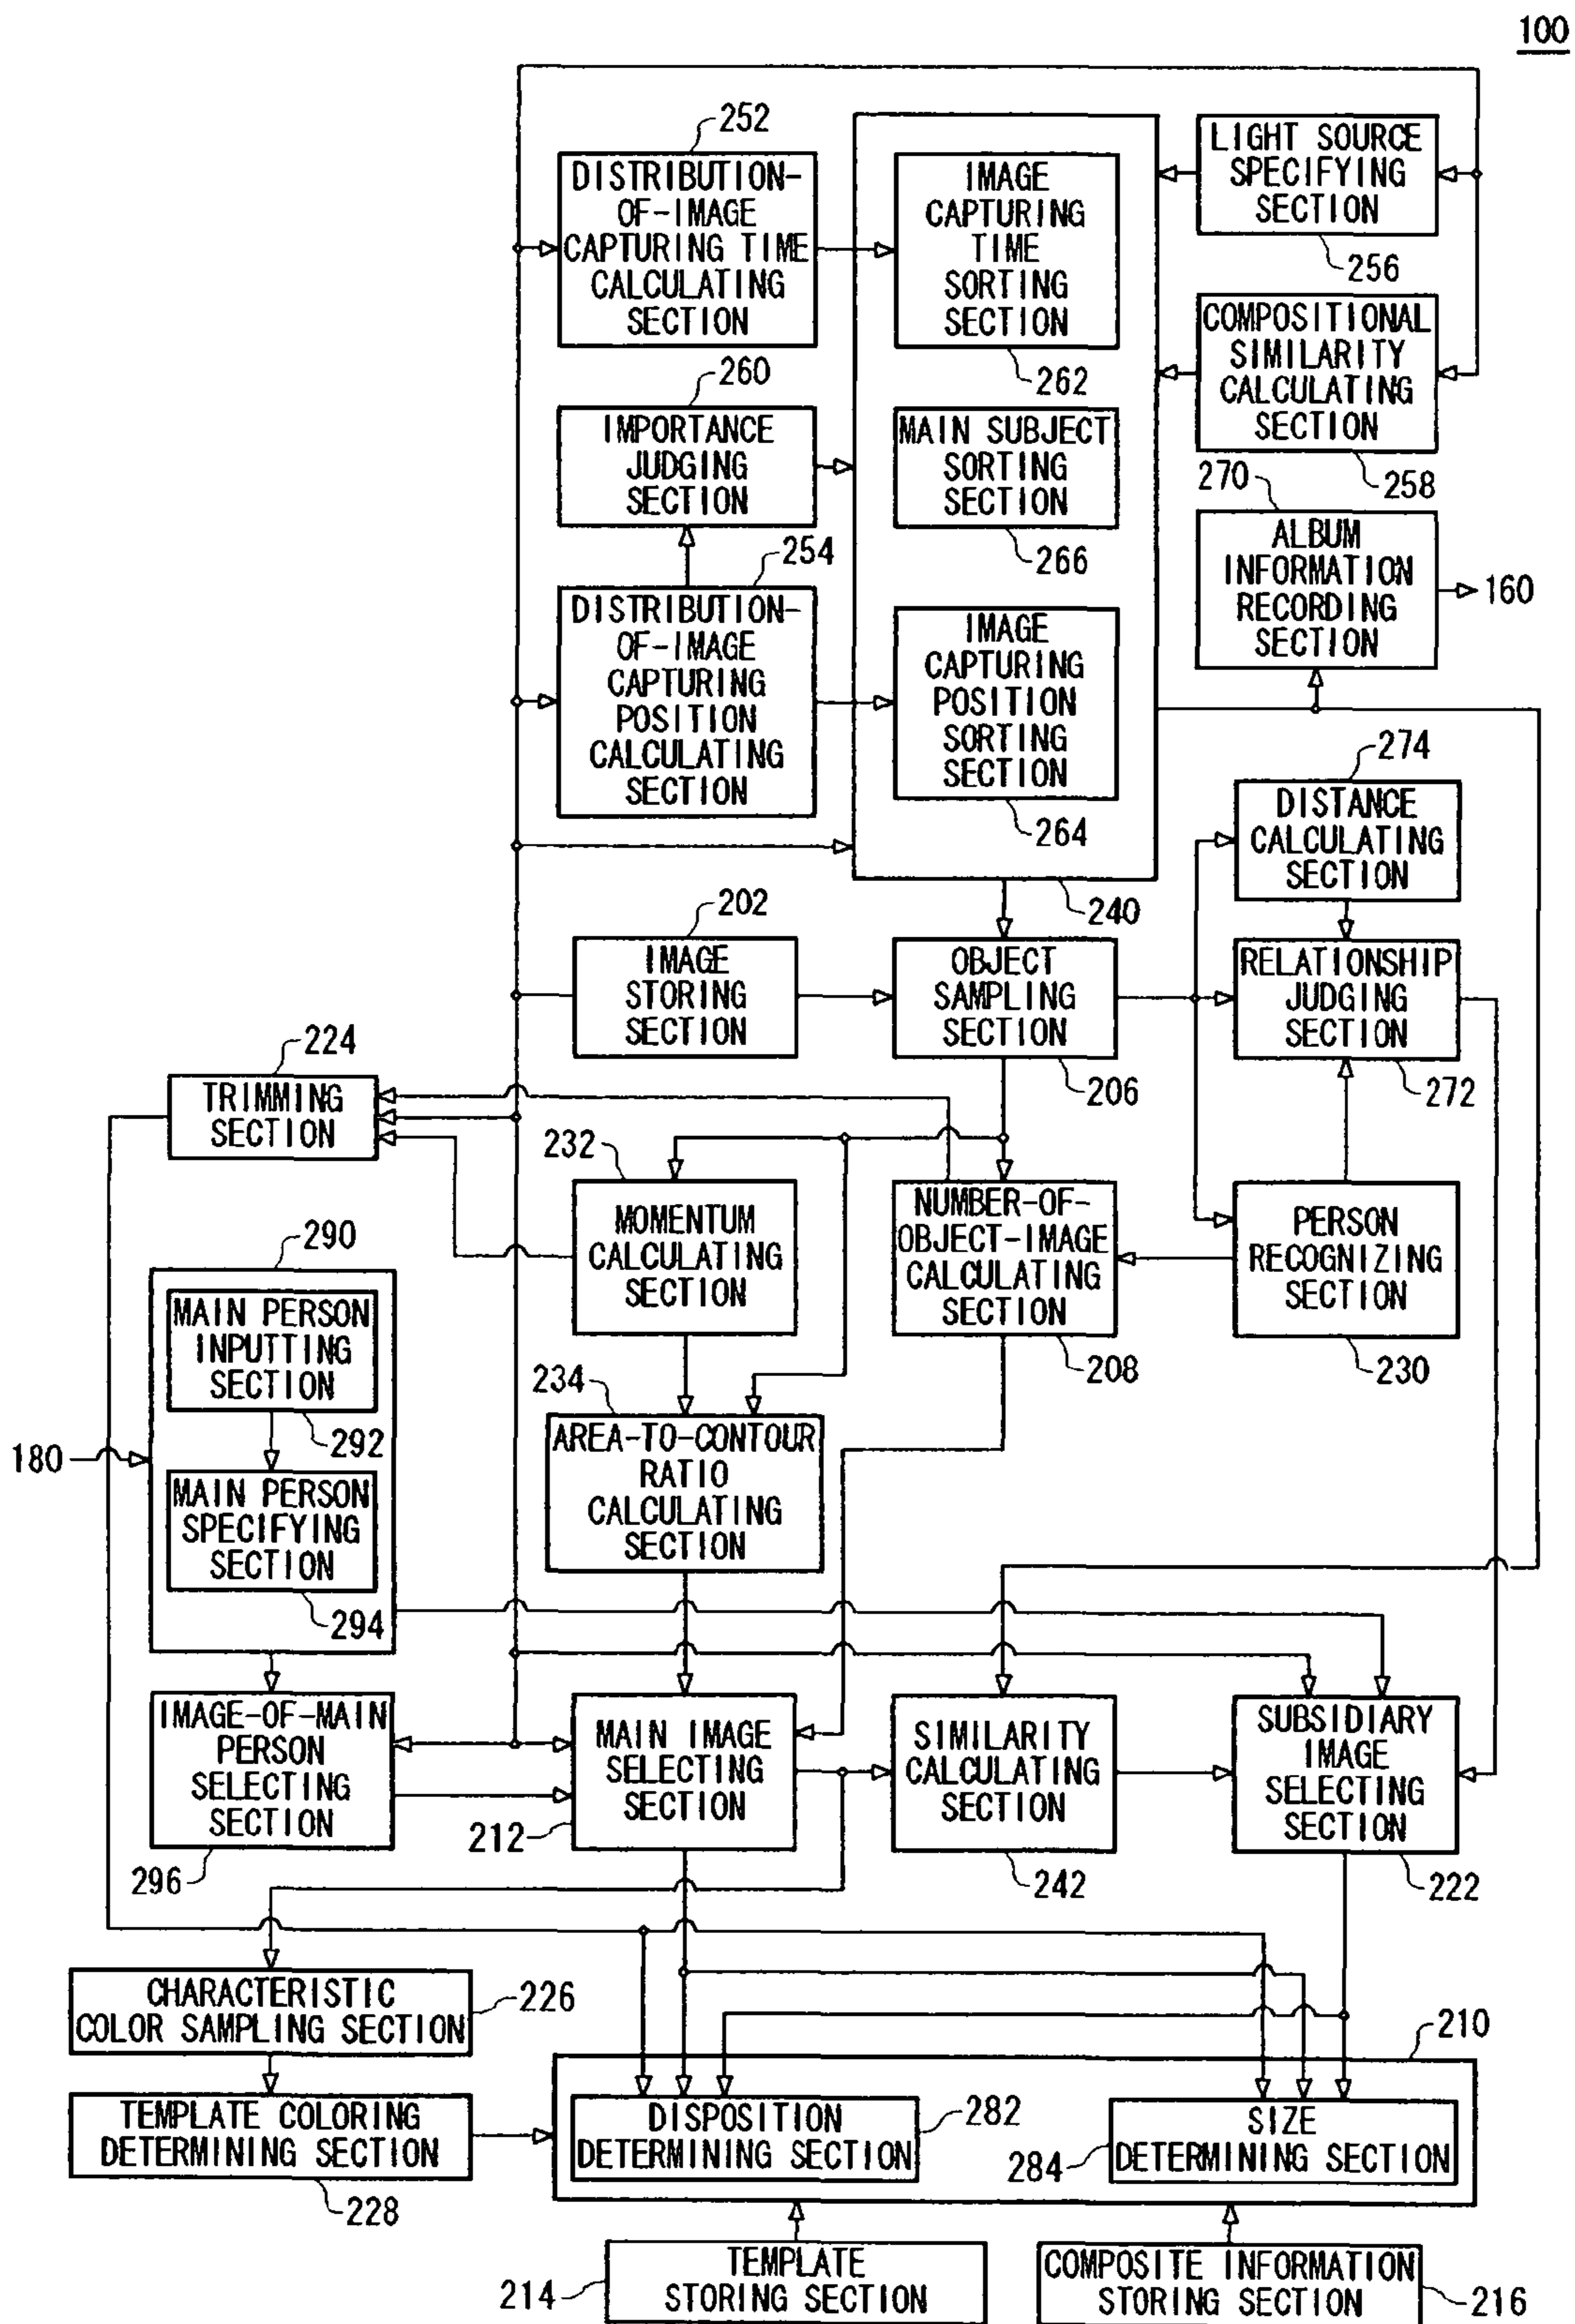 100
252
DISTRIBUTION-
OF-IMAGE
CAPTURING TIME
CALCULATING
SECTION
IMAGE
CAPTURING
TIME
SORTING
SECTION
262
LIGHT SOURCE
SPECIFYING
SECTION
256
COMPOSITIONAL
SIMILARITY
CALCULATING
SECTION
258
260
IMPORTANCE
JUDGING
SECTION
MAIN SUBJECT
SORTING
SECTION
266
270
ALBUM
INFORMATION
RECORDING
SECTION
160
254
DISTRIBUTION-
OF-IMAGE
CAPTURING
POSITION
CALCULATING
SECTION
IMAGE
CAPTURING
POSITION
SORTING
SECTION
264
240
274
DISTANCE
CALCULATING
SECTION
202
IMAGE
STORING
SECTION
OBJECT
SAMPLING
SECTION
206
RELATIONSHIP
JUDGING
SECTION
272
224
TRIMMING
SECTION
232
MOMENTUM
CALCULATING
SECTION
NUMBER-OF-
OBJECT-IMAGE
CALCULATING
SECTION
208
PERSON
RECOGNIZING
SECTION
230
290
MAIN PERSON
INPUTTING
SECTION
292
180
MAIN PERSON
SPECIFYING
SECTION
294
234
AREA-TO-CONTOUR
RATIO
CALCULATING
SECTION
IMAGE-OF-MAIN
PERSON
SELECTING
SECTION
296
MAIN IMAGE
SELECTING
SECTION
212
SIMILARITY
CALCULATING
SECTION
242
SUBSIDIARY
IMAGE
SELECTING
SECTION
222
CHARACTERISTIC
COLOR SAMPLING SECTION
226
210
TEMPLATE COLORING
DETERMINING SECTION
228
DISPOSITION
DETERMINING SECTION
282
SIZE
DETERMINING SECTION
284
TEMPLATE
STORING SECTION
214
COMPOSITE INFORMATION
STORING SECTION
216